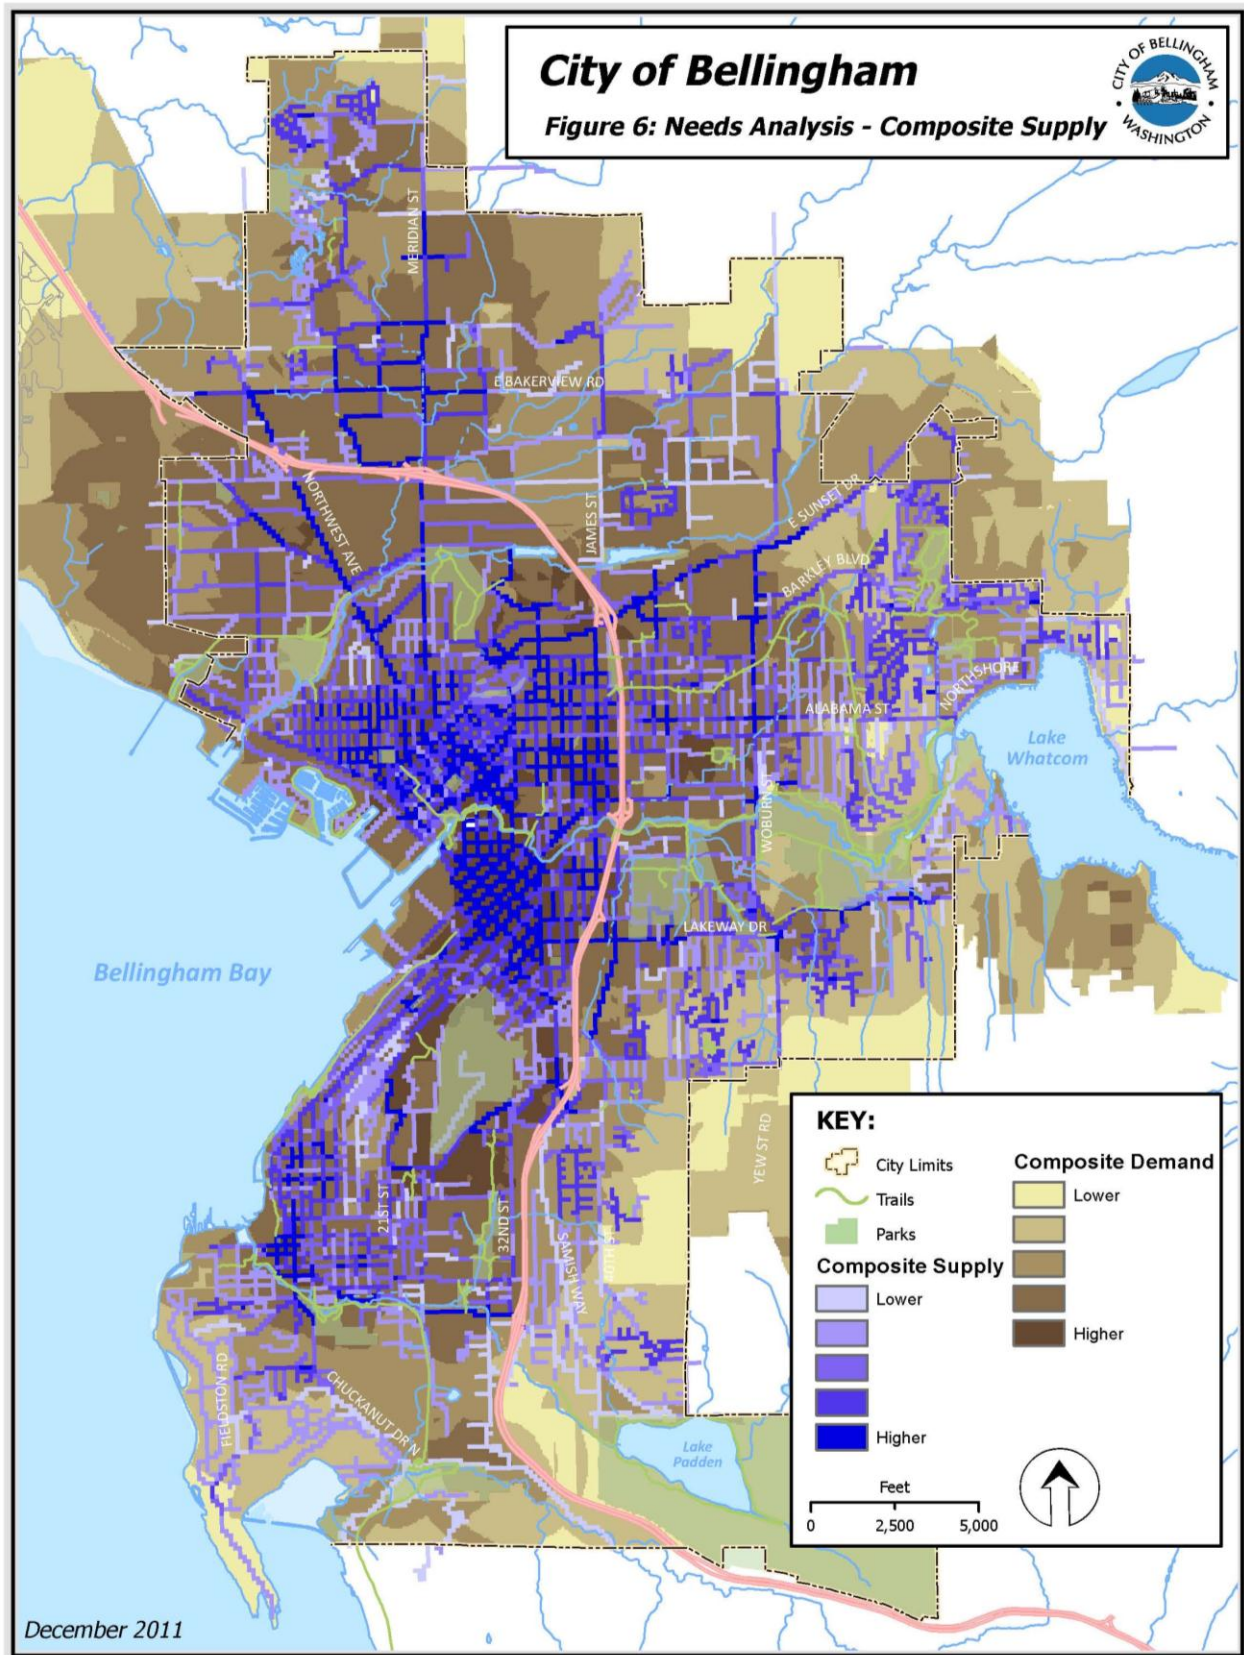 City of Bellingham
Figure 6: Needs Analysis - Composite Supply
CITY OF BELLINGHAM
WASHINGTON
MERIDIAN ST
E BAKERVIEW RD
NORTHWEST AVE
JAMES ST
E SUNSET DR
BARKLEY BLVD
NORTHSHORE
ALABAMA ST
Lake
Whatcom
WOBURN ST
LAKEWAY DR
Bellingham Bay
YEW ST RD
21ST ST
32ND ST
SAMISH WAY
40TH ST
FIELDSTON RD
CHUCKANUT DR N
Lake
Padden
KEY:
City Limits
Trails
Parks
Composite Supply
Lower
Higher
Composite Demand
Lower
Higher
Feet
0 2,500 5,000
December 2011